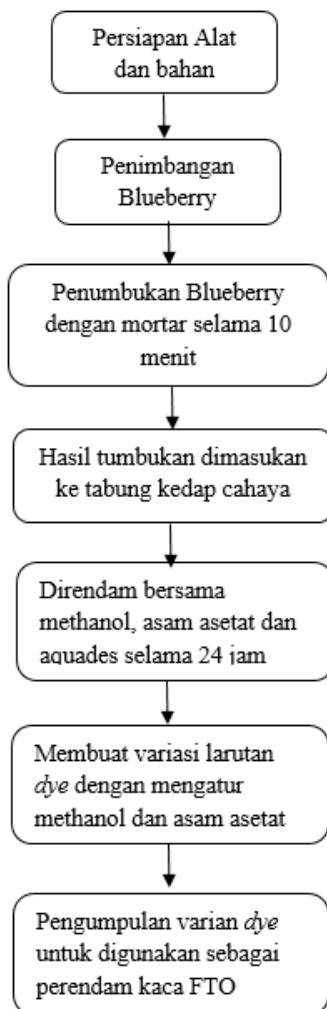 Persiapan Alat
dan bahan
Penimbangan
Blueberry
Penumbukan Blueberry
dengan mortar selama 10
menit
Hasil tumbukan dimasukan
ke tabung kedap cahaya
Direndam bersama
methanol, asam asetat dan
aquades selama 24 jam
Membuat variasi larutan
dye dengan mengatur
methanol dan asam asetat
Pengumpulan varian dye
untuk digunakan sebagai
perendam kaca FTO